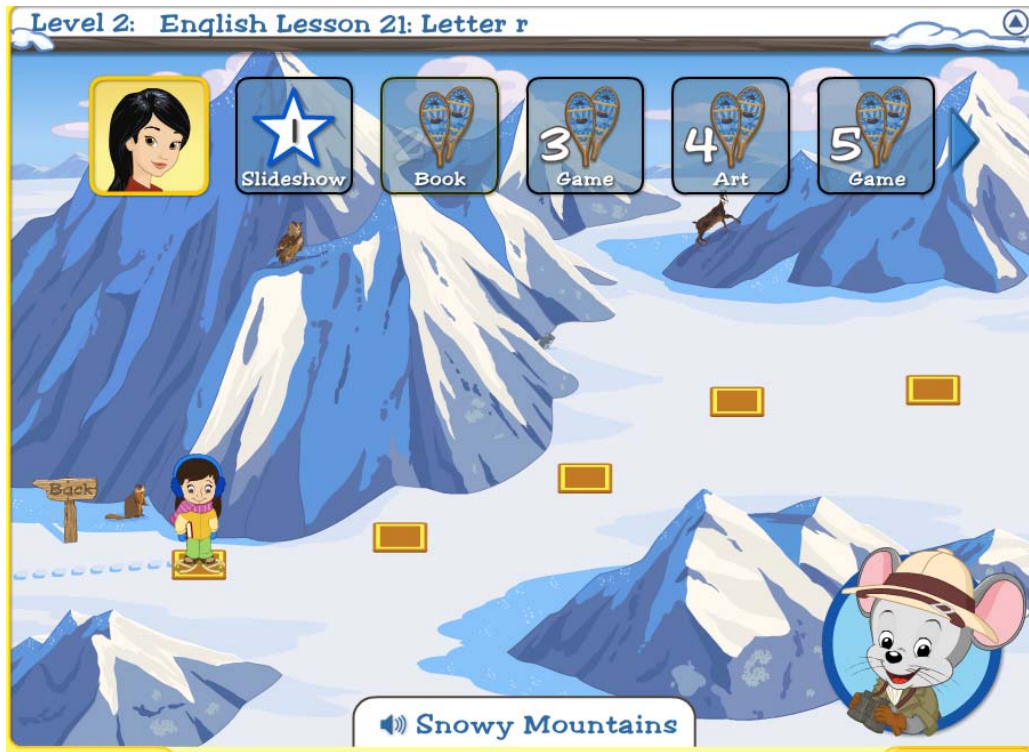 Level 2: English Lesson 21: Letter r
1 3 4 5
Slideshow Book Game Art Game
Back
Snowy Mountains